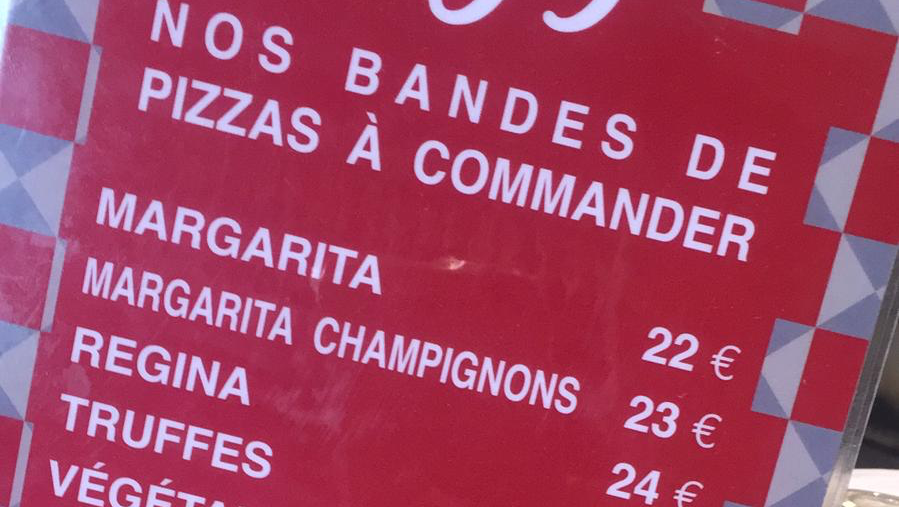 NOS BANDES DE
PIZZAS À COMMANDER
MARGARITA 22 €
MARGARITA CHAMPIGNONS 23 €
REGINA 24 €
TRUFFES